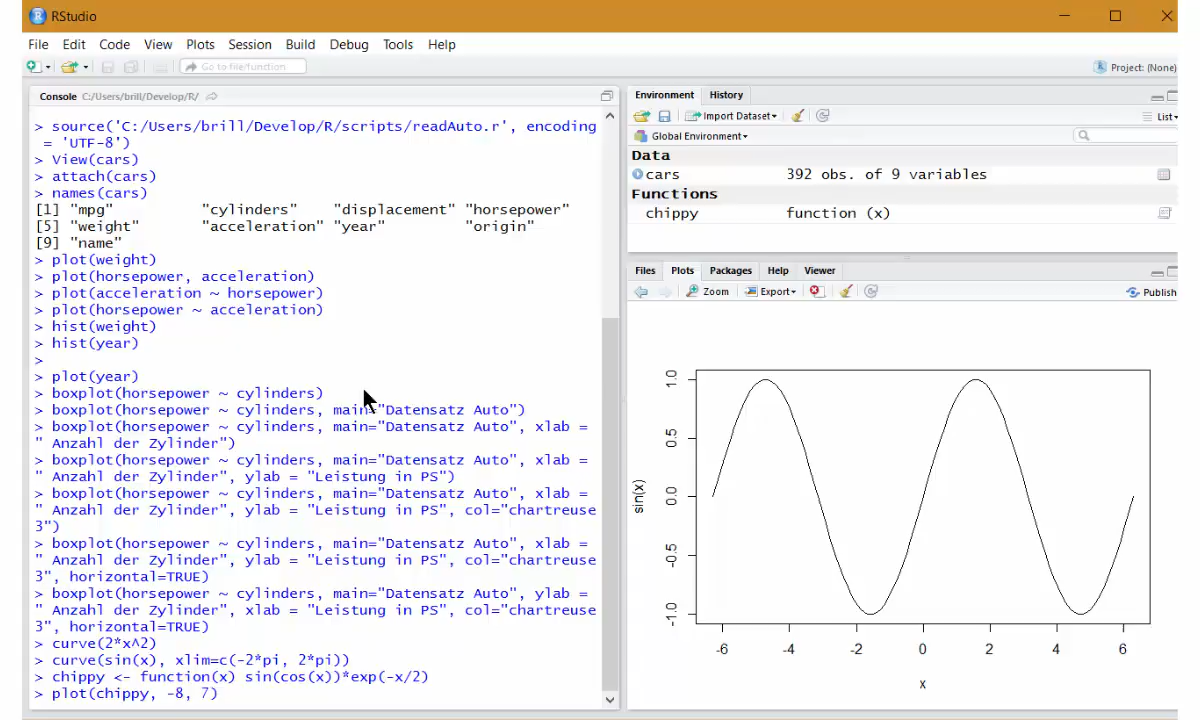 RStudio
File Edit Code View Plots Session Build Debug Tools Help
Go to file/function
Project: (None)
Console C:/Users/brill/Develop/R/
> source('C:/Users/brill/Develop/R/scripts/readAuto.r', encoding
= 'UTF-8')
> View(cars)
> attach(cars)
> names(cars)
[1] "mpg" "cylinders" "displacement" "horsepower"
[5] "weight" "acceleration" "year" "origin"
[9] "name"
> plot(weight)
> plot(horsepower, acceleration)
> plot(acceleration ~ horsepower)
> plot(horsepower ~ acceleration)
> hist(weight)
> hist(year)
>
> plot(year)
> boxplot(horsepower ~ cylinders)
> boxplot(horsepower ~ cylinders, main="Datensatz Auto")
> boxplot(horsepower ~ cylinders, main="Datensatz Auto", xlab =
" Anzahl der Zylinder")
> boxplot(horsepower ~ cylinders, main="Datensatz Auto", xlab =
" Anzahl der Zylinder", ylab = "Leistung in PS")
> boxplot(horsepower ~ cylinders, main="Datensatz Auto", xlab =
" Anzahl der Zylinder", ylab = "Leistung in PS", col="chartreuse
3")
> boxplot(horsepower ~ cylinders, main="Datensatz Auto", xlab =
" Anzahl der Zylinder", ylab = "Leistung in PS", col="chartreuse
3", horizontal=TRUE)
> boxplot(horsepower ~ cylinders, main="Datensatz Auto", ylab =
" Anzahl der Zylinder", xlab = "Leistung in PS", col="chartreuse
3", horizontal=TRUE)
> curve(2*x^2)
> curve(sin(x), xlim=c(-2*pi, 2*pi))
> chippy <- function(x) sin(cos(x))*exp(-x/2)
> plot(chippy, -8, 7)
Environment History
Import Dataset
List
Global Environment
Data
cars 392 obs. of 9 variables
Functions
chippy function (x)
Files Plots Packages Help Viewer
Zoom Export Publish
1.0
0.5
0.0
-0.5
-1.0
sin(x)
-6 -4 -2 0 2 4 6
x